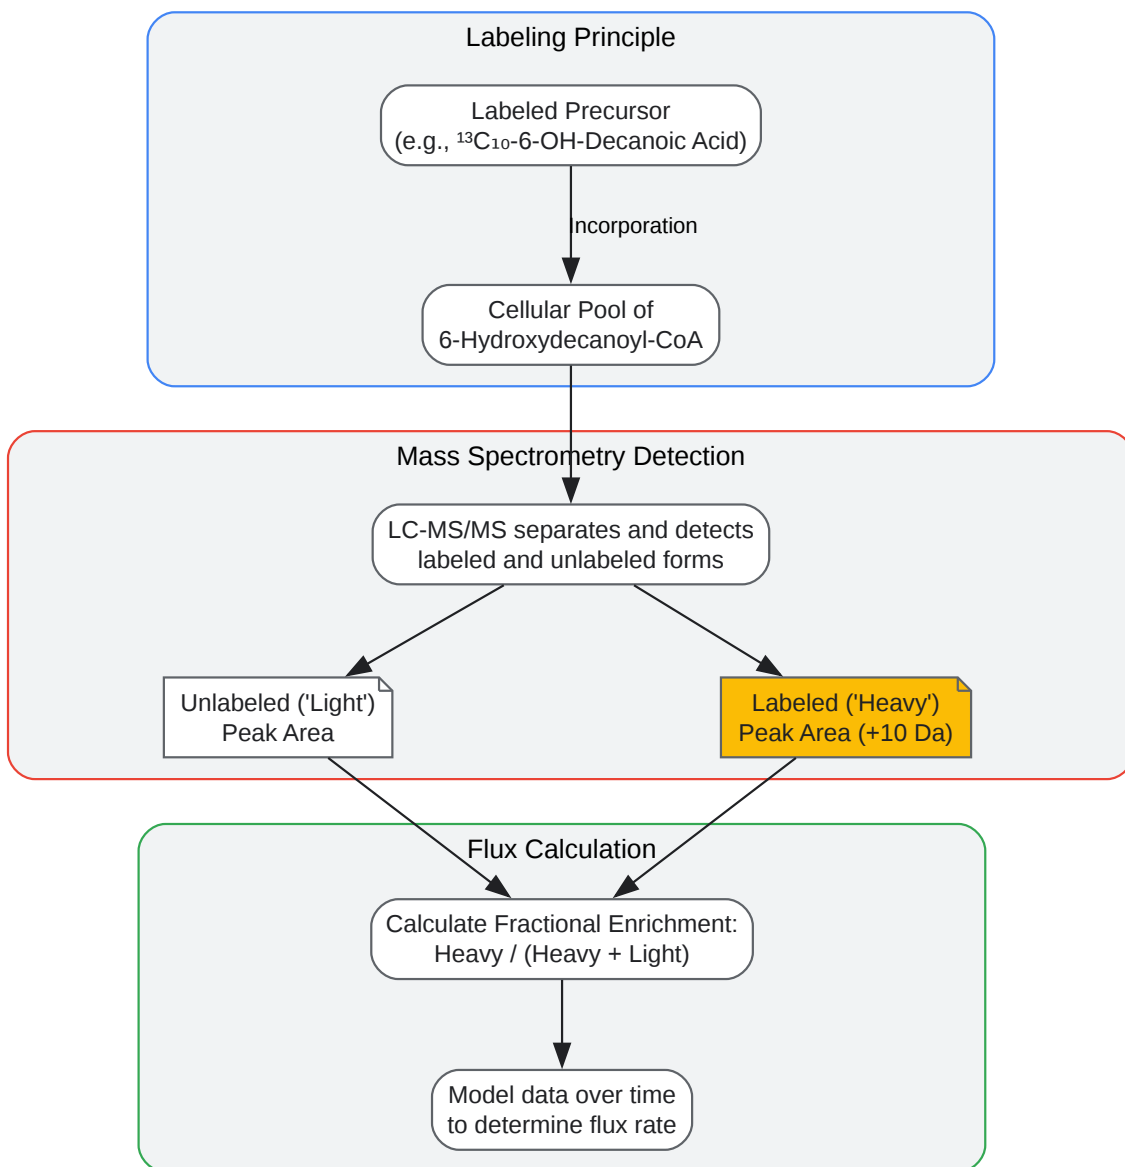 Labeling Principle
Labeled Precursor
(e.g., ¹³C₁₀-6-OH-Decanoic Acid)
Incorporation
Cellular Pool of
6-Hydroxydecanoyl-CoA
Mass Spectrometry Detection
LC-MS/MS separates and detects
labeled and unlabeled forms
Unlabeled ('Light')
Peak Area
Labeled ('Heavy')
Peak Area (+10 Da)
Flux Calculation
Calculate Fractional Enrichment:
Heavy / (Heavy + Light)
Model data over time
to determine flux rate